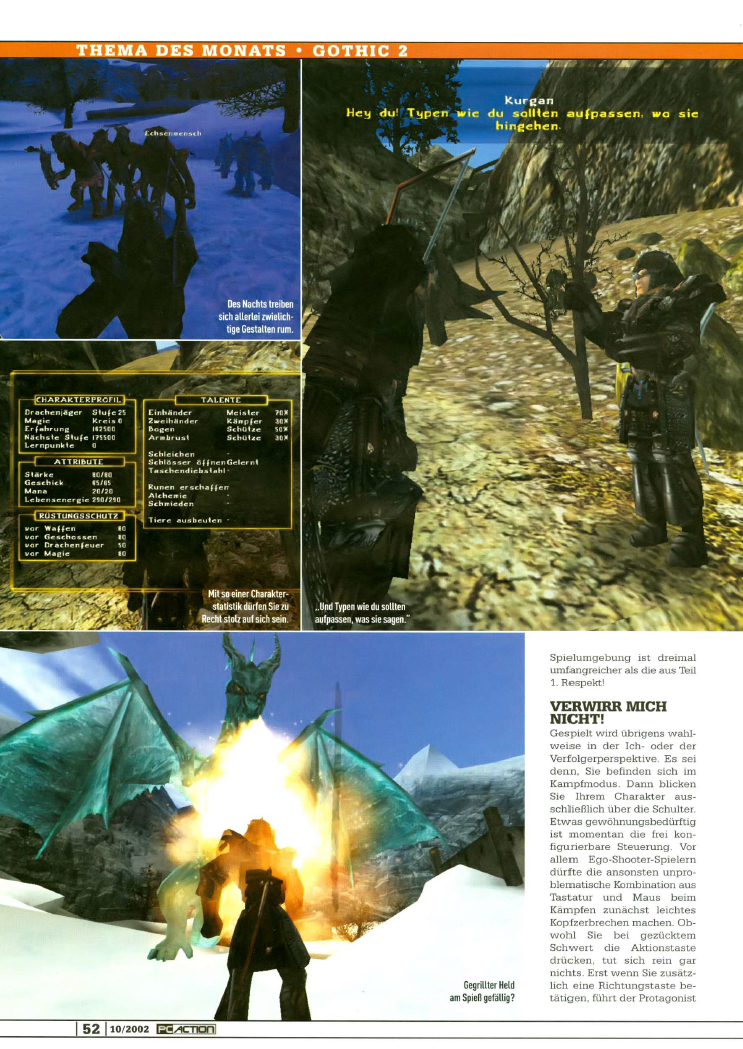 THEMA DES MONATS • GOTHIC 2
Echsenmensch
Des Nachts treiben
sich allerlei zwielich-
tige Gestalten rum.
Kurgan
Hey du! Typen wie du sollten aufpassen, wo sie
hingehen.
CHARAKTERPROFIL
Drachenjäger Stufe 25
Magie Kreis 0
Erfahrung 162500
Nächste Stufe 175500
Lernpunkte 0
ATTRIBUTE
Stärke 80/80
Geschick 65/65
Mana 20/20
Lebensenergie 290/290
RÜSTUNGSSCHUTZ
vor Waffen 80
vor Geschossen 80
vor Drachenfeuer 50
vor Magie 80
TALENTE
Einhänder Meister 70%
Zweihänder Kämpfer 30%
Bogen Schütze 50%
Armbrust Schütze 30%
Schleichen -
Schlösser öffnen Gelernt
Taschendiebstahl -
Runen erschaffen -
Alchemie -
Schmieden -
Tiere ausbeuten -
Mit so einer Charakter-
statistik dürfen Sie zu
Recht stolz auf sich sein.
„Und Typen wie du sollten
aufpassen, was sie sagen."
Gegrillter Held
am Spieß gefällig?
Spielumgebung ist dreimal
umfangreicher als die aus Teil
1. Respekt!
VERWIRR MICH
NICHT!
Gespielt wird übrigens wahl-
weise in der Ich- oder der
Verfolgerperspektive. Es sei
denn, Sie befinden sich im
Kampfmodus. Dann blicken
Sie Ihrem Charakter aus-
schließlich über die Schulter.
Etwas gewöhnungsbedürftig
ist momentan die frei kon-
figurierbare Steuerung. Vor
allem Ego-Shooter-Spielern
dürfte die ansonsten unpro-
blematische Kombination aus
Tastatur und Maus beim
Kämpfen zunächst leichtes
Kopfzerbrechen machen. Ob-
wohl Sie bei gezücktem
Schwert die Aktionstaste
drücken, tut sich rein gar
nichts. Erst wenn Sie zusätz-
lich eine Richtungstaste be-
tätigen, führt der Protagonist
52 10/2002 PC ACTION